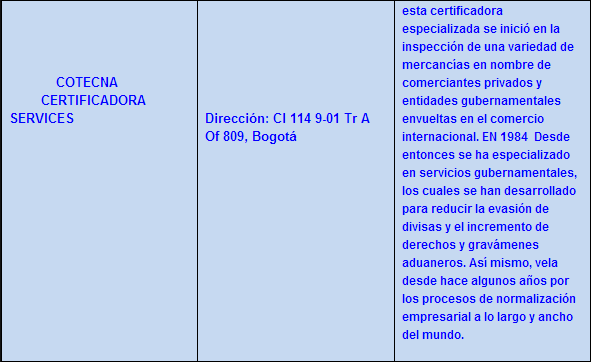 COTECNA
CERTIFICADORA
SERVICES
Dirección: Cl 114 9-01 Tr A
Of 809, Bogotá
esta certificadora
especializada se inició en la
inspección de una variedad de
mercancías en nombre de
comerciantes privados y
entidades gubernamentales
envueltas en el comercio
internacional. EN 1984  Desde
entonces se ha especializado
en servicios gubernamentales,
los cuales se han desarrollado
para reducir la evasión de
divisas y el incremento de
derechos y gravámenes
aduaneros. Así mismo, vela
desde hace algunos años por
los procesos de normalización
empresarial a lo largo y ancho
del mundo.